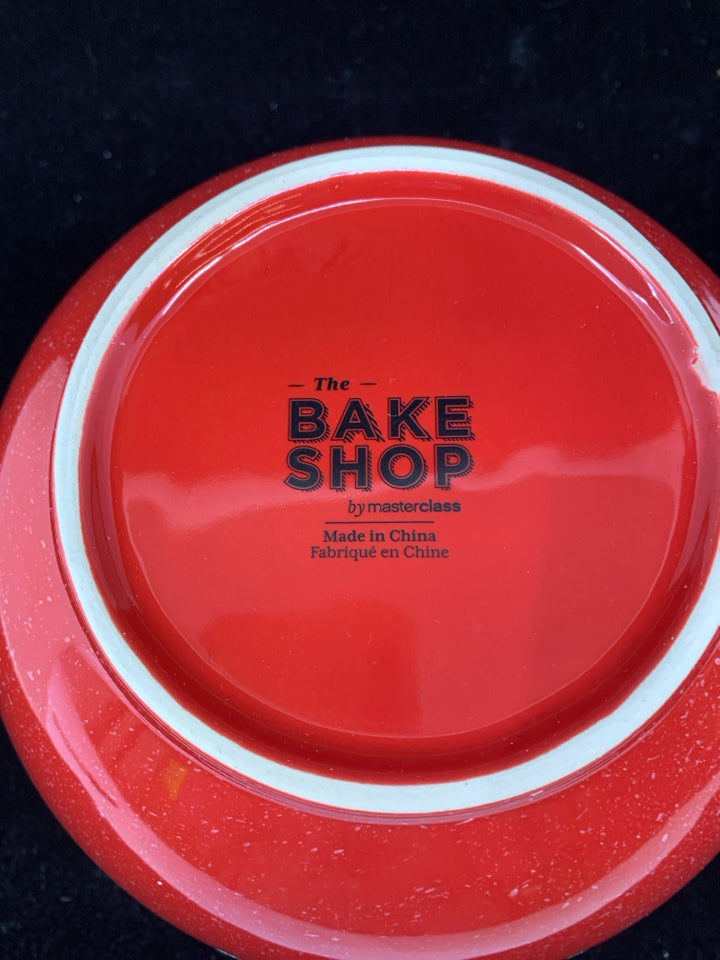 — The —
BAKE
SHOP
by masterclass
Made in China
Fabriqué en Chine